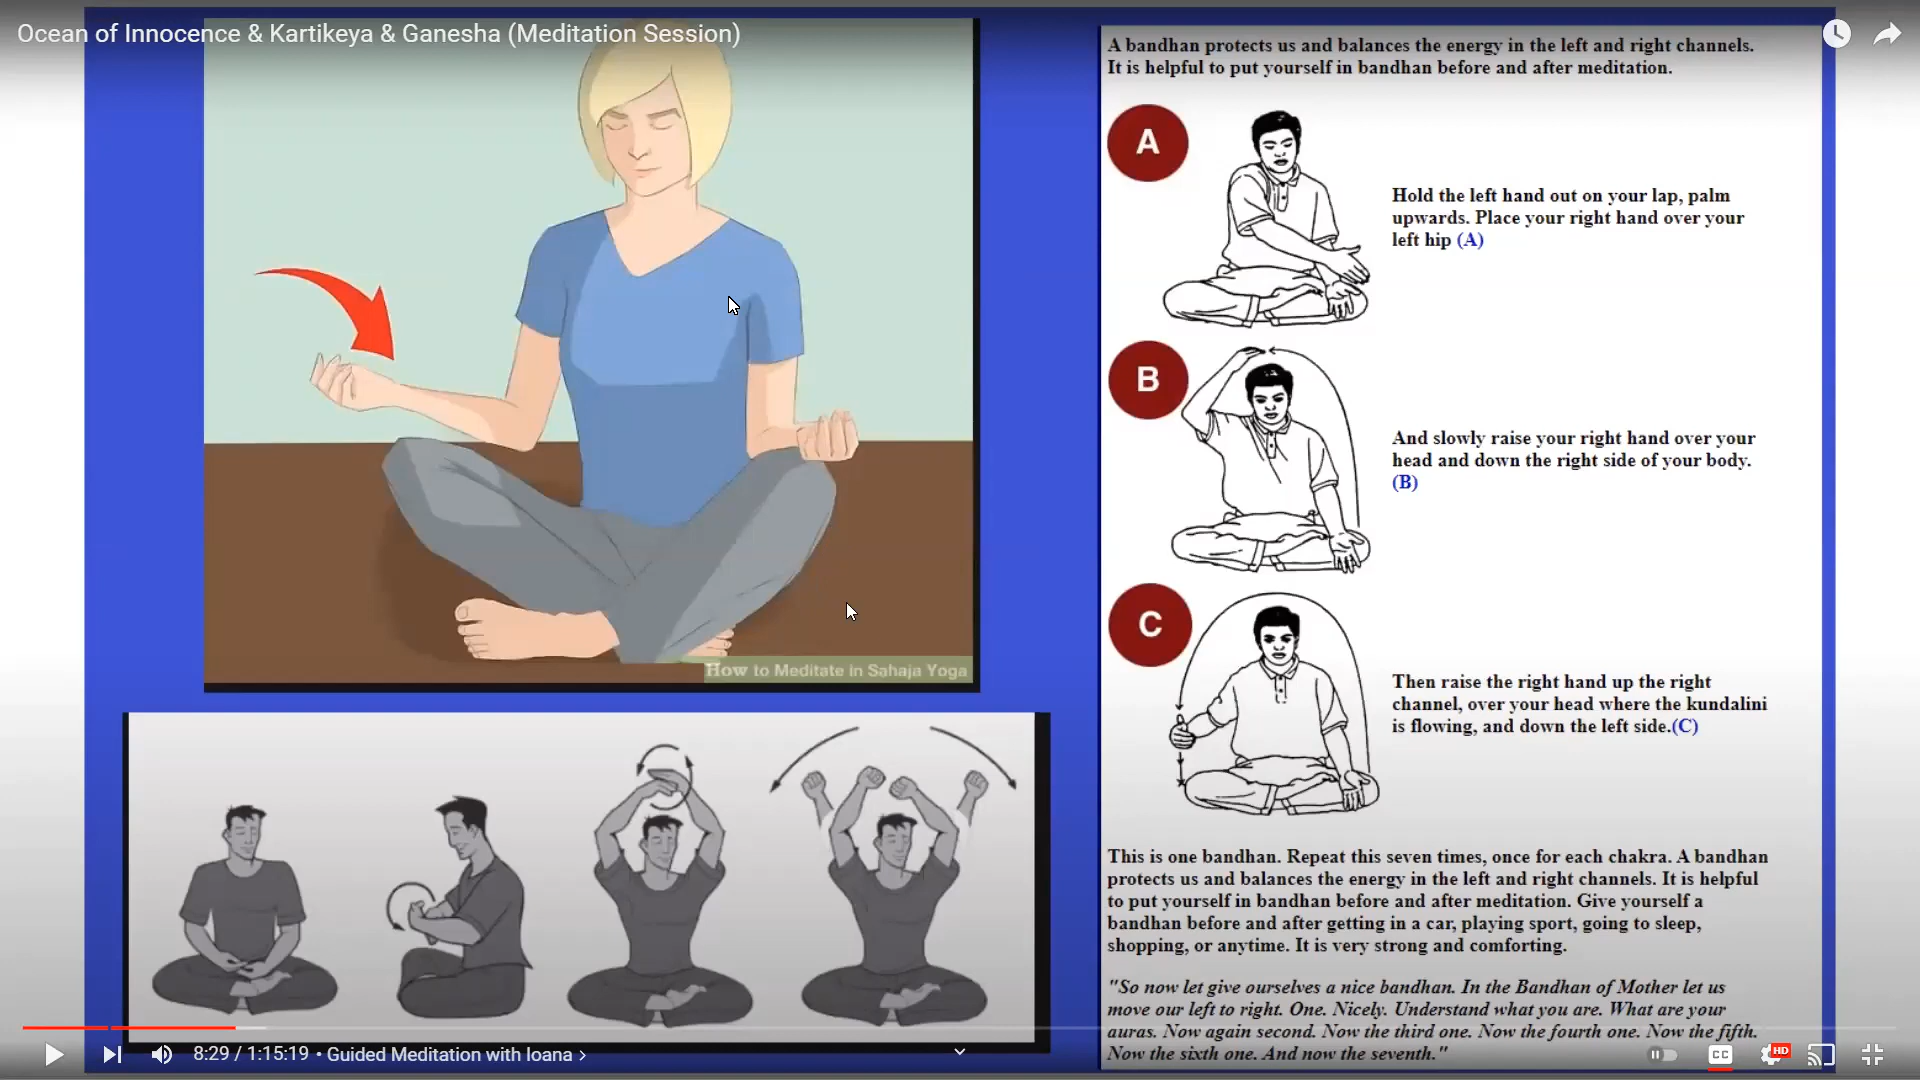 Ocean of Innocence & Kartikeya & Ganesha (Meditation Session)
How to Meditate in Sahaja Yoga
A bandhan protects us and balances the energy in the left and right channels.
It is helpful to put yourself in bandhan before and after meditation.
A
Hold the left hand out on your lap, palm
upwards. Place your right hand over your
left hip (A)
B
And slowly raise your right hand over your
head and down the right side of your body.
(B)
C
Then raise the right hand up the right
channel, over your head where the kundalini
is flowing, and down the left side.(C)
This is one bandhan. Repeat this seven times, once for each chakra. A bandhan
protects us and balances the energy in the left and right channels. It is helpful
to put yourself in bandhan before and after meditation. Give yourself a
bandhan before and after getting in a car, playing sport, going to sleep,
shopping, or anytime. It is very strong and comforting.
"So now let give ourselves a nice bandhan. In the Bandhan of Mother let us
move our left to right. One. Nicely. Understand what you are. What are your
auras. Now again second. Now the third one. Now the fourth one. Now the fifth.
Now the sixth one. And now the seventh."
8:29 / 1:15:19 • Guided Meditation with Ioana ›
CC
HD